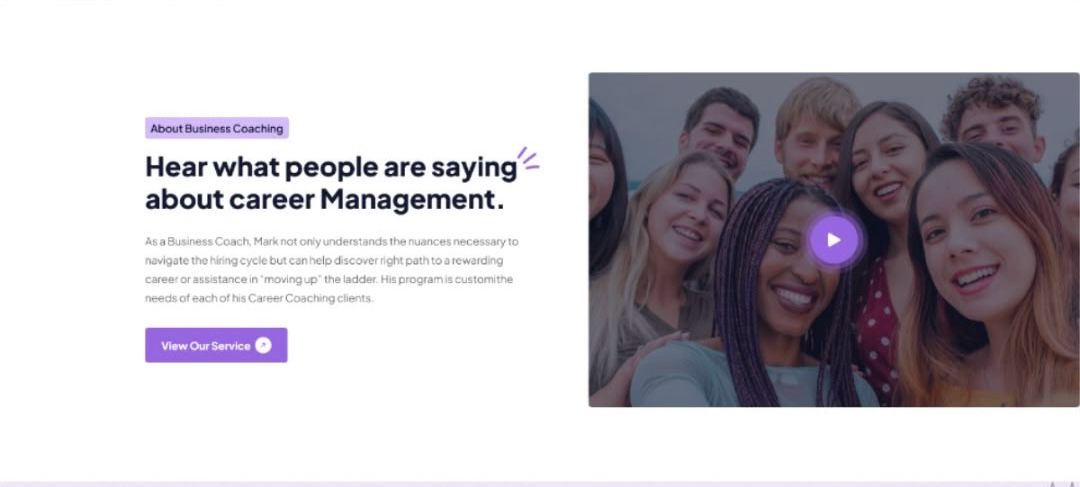 About Business Coaching
Hear what people are saying
about career Management.
As a Business Coach, Mark not only understands the nuances necessary to
navigate the hiring cycle but can help discover right path to a rewarding
career or assistance in "moving up" the ladder. His program is customithe
needs of each of his Career Coaching clients.
View Our Service